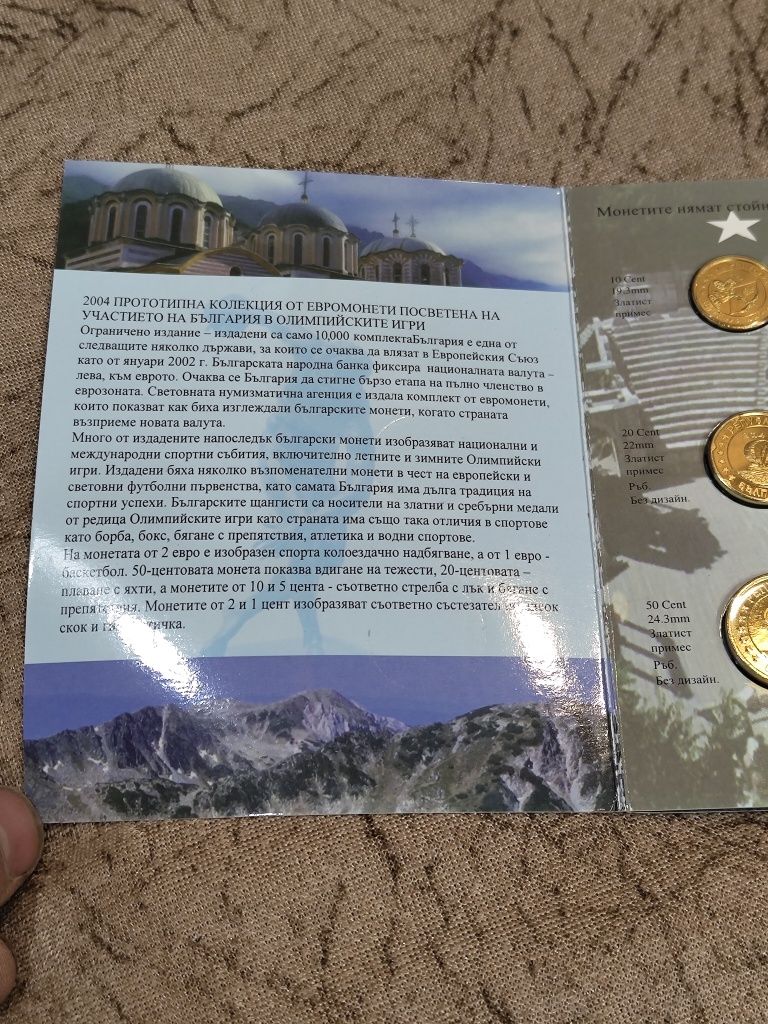 2004 ПРОТОТИПНА КОЛЕКЦИЯ ОТ ЕВРОМОНЕТИ ПОСВЕТЕНА НА
УЧАСТИЕТО НА БЪЛГАРИЯ В ОЛИМПИЙСКИТЕ ИГРИ
Ограничено издание – издадени са само 10,000 комплектаБългария е една от
следващите няколко държави, за които се очаква да влязат в Европейския Съюз
като от януари 2002 г. Българската народна банка фиксира националната валута –
лева, към еврото. Очаква се България да стигне бързо етапа на пълно членство в
еврозоната. Световната нумизматична агенция е издала комплект от евромонети,
които показват как биха изглеждали българските монети, когато страната
възприеме новата валута.
Много от издадените напоследък български монети изобразяват национални и
международни спортни събития, включително летните и зимните Олимпийски
игри. Издадени бяха няколко възпоменателни монети в чест на европейски и
световни футболни първенства, като самата България има дълга традиция на
спортни успехи. Българските щангисти са носители на златни и сребърни медали
от редица Олимпийските игри като страната има също така отличия в спортове
като борба, бокс, бягане с препятствия, атлетика и водни спортове.
На монетата от 2 евро е изобразен спорта колоездачно надбягване, а от 1 евро -
баскетбол. 50-центовата монета показва вдигане на тежести, 20-центовата –
плаване с яхти, а монетите от 10 и 5 цента - съответно стрелба с лък и бягане с
препятствия. Монетите от 2 и 1 цент изобразяват съответно състезателен скок
скок и
Монетите нямат
10 Cent
19.3mm
Златист
примес
20 Cent
22mm
Златист
примес
Ръб.
Без дизайн.
50 Cent
24.3mm
Златист
примес
Ръб.
Без дизайн.